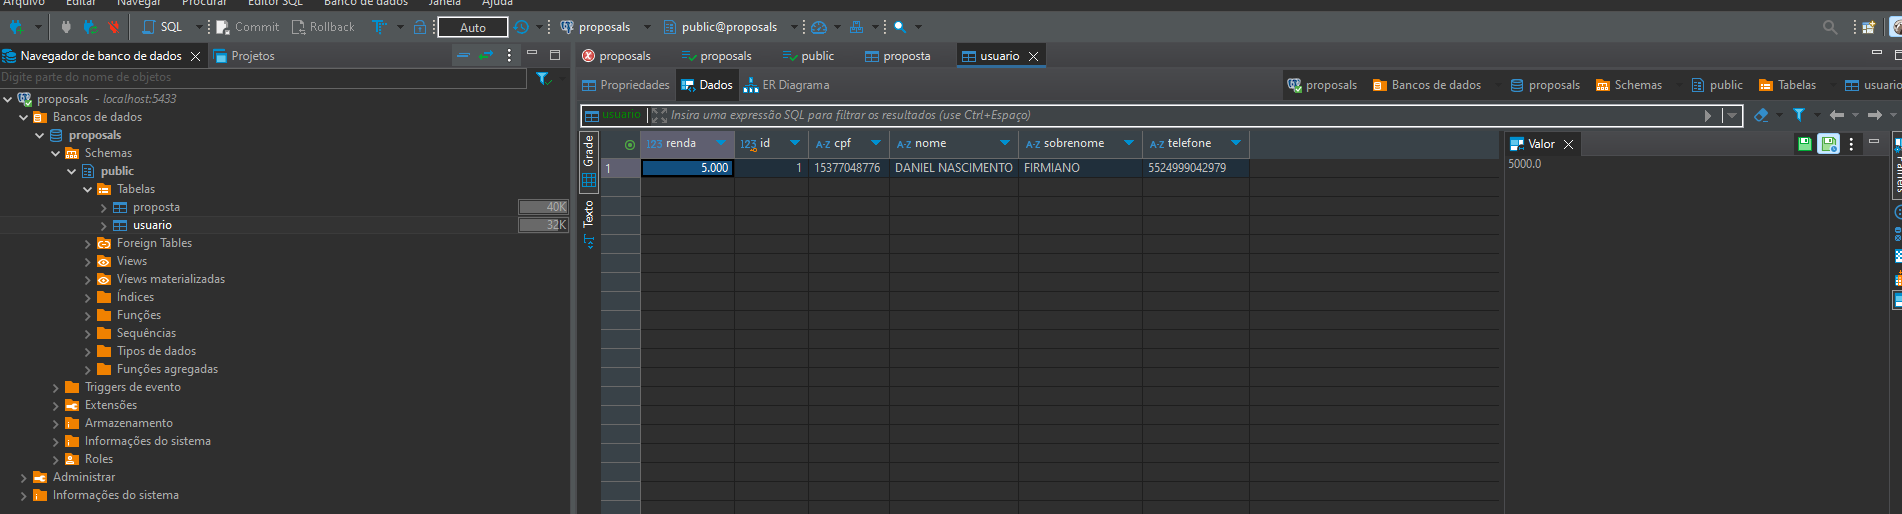 Arquivo Editar Navegar Procurar Editor SQL Banco de dados Janela Ajuda
SQL Commit Rollback T Auto proposals public@proposals
Navegador de banco de dados Projetos
Digite parte do nome de objetos
proposals - localhost:5433
Bancos de dados
proposals
Schemas
public
Tabelas
proposta 40K
usuario 32K
Foreign Tables
Views
Views materializadas
Índices
Funções
Sequências
Tipos de dados
Funções agregadas
Triggers de evento
Extensões
Armazenamento
Informações do sistema
Roles
Administrar
Informações do sistema
proposals proposals public proposta usuario
Propriedades Dados ER Diagrama proposals Bancos de dados proposals Schemas public Tabelas usuario
usuario Insira uma expressão SQL para filtrar os resultados (use Ctrl+Espaço)
Grade
Texto
123 renda 123 id A-Z cpf A-Z nome A-Z sobrenome A-Z telefone
1 5.000 1 15377048776 DANIEL NASCIMENTO FIRMIANO 5524999042979
Valor
5000.0
Panels